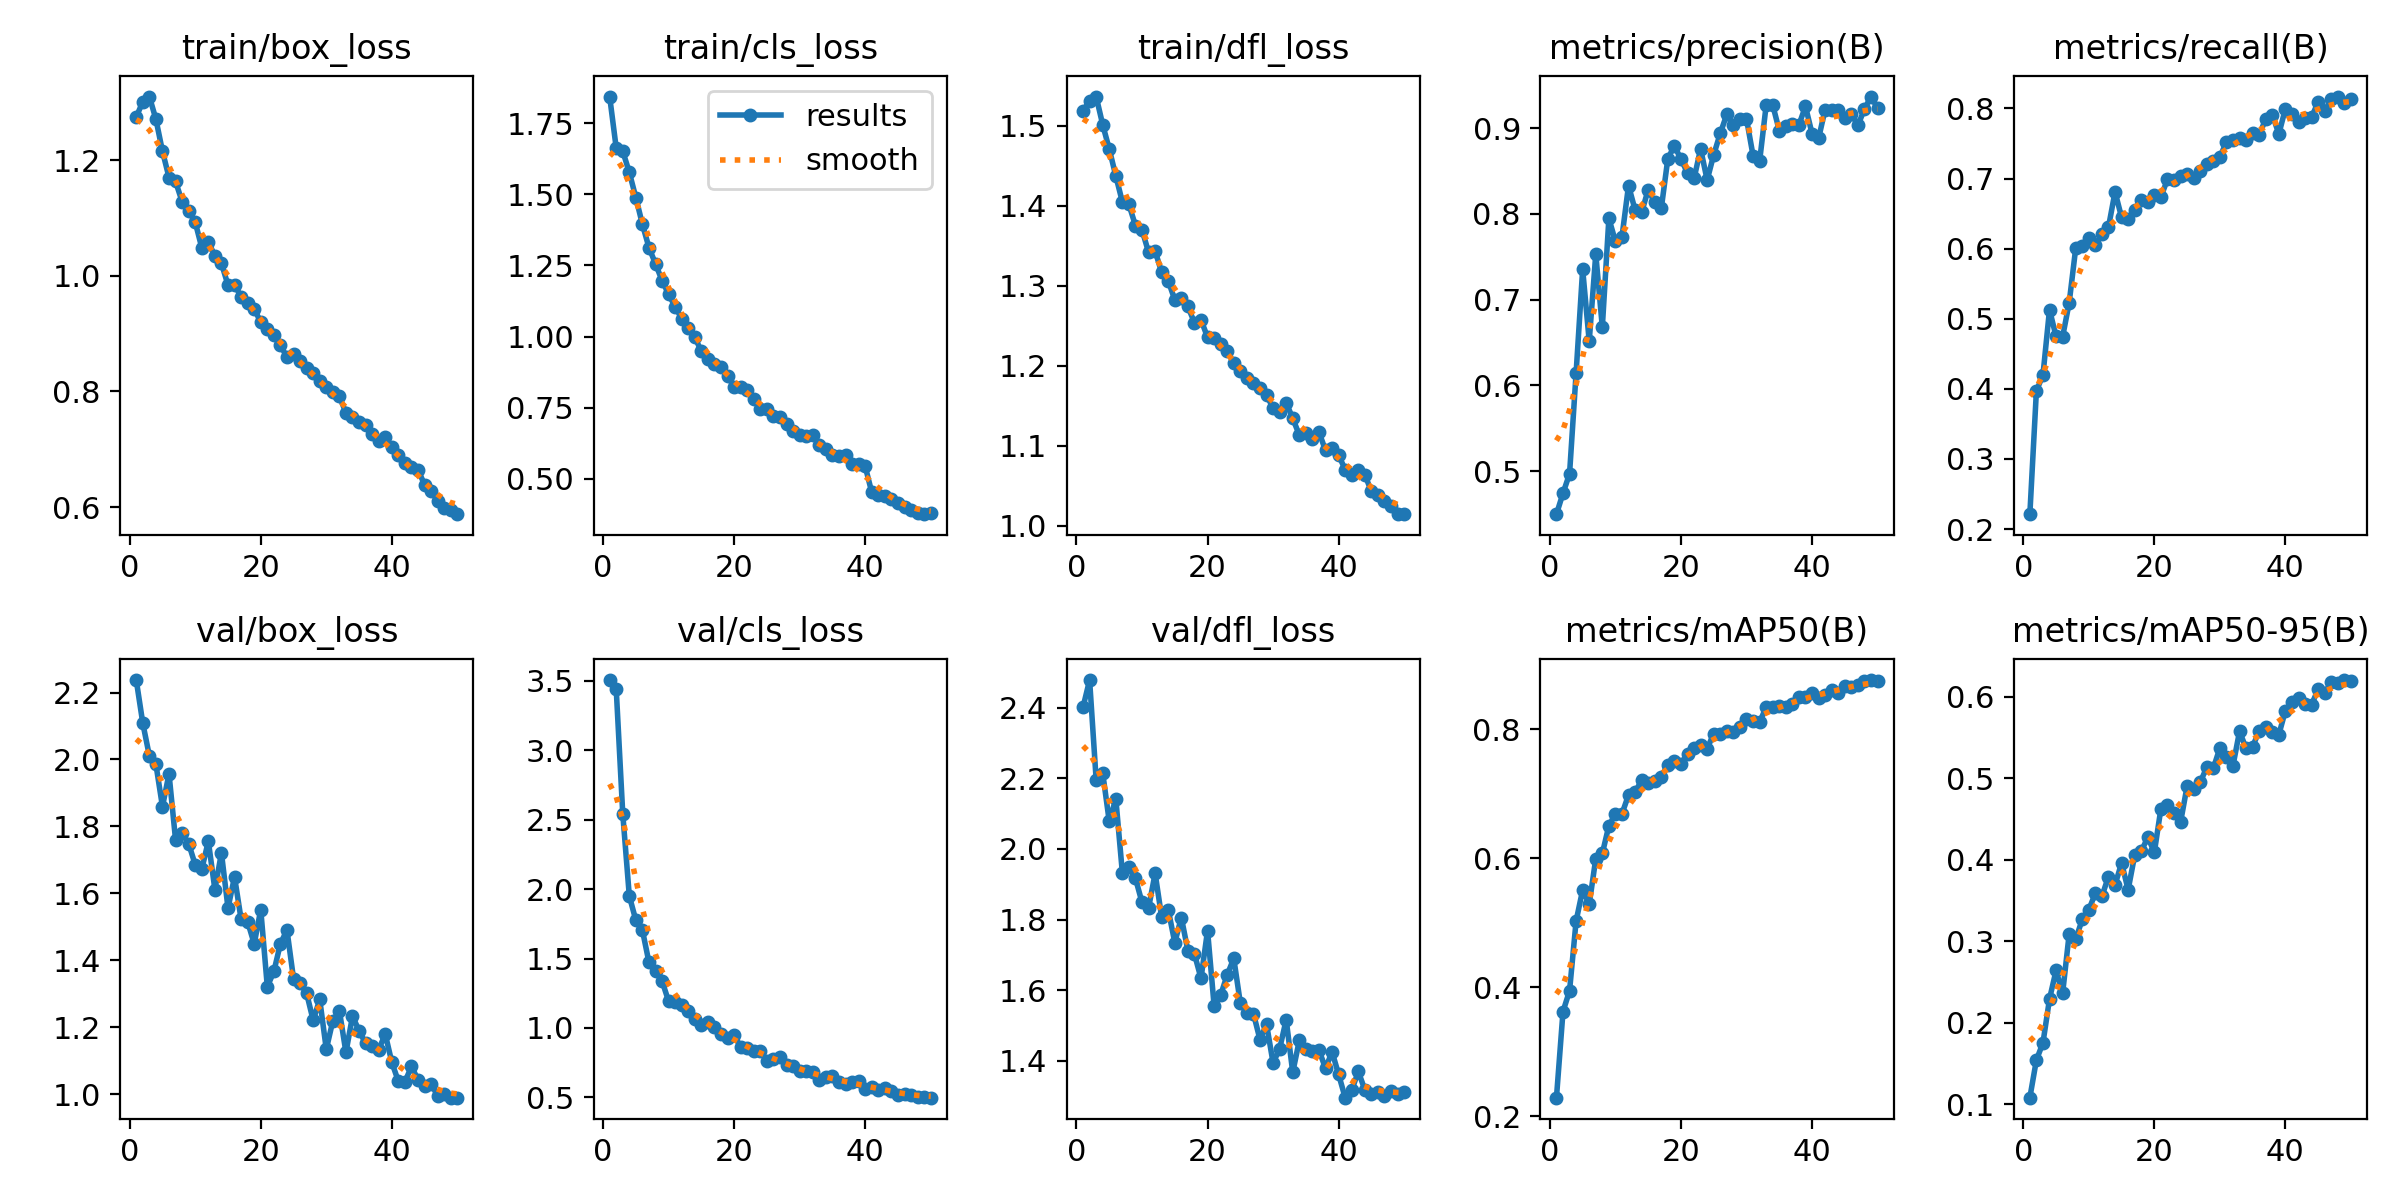 train/box_loss
train/cls_loss
train/dfl_loss
metrics/precision(B)
metrics/recall(B)
results
smooth
1.2
1.0
0.8
0.6
0 20 40
1.75
1.50
1.25
1.00
0.75
0.50
0 20 40
1.5
1.4
1.3
1.2
1.1
1.0
0 20 40
0.9
0.8
0.7
0.6
0.5
0 20 40
0.8
0.7
0.6
0.5
0.4
0.3
0.2
0 20 40
val/box_loss
val/cls_loss
val/dfl_loss
metrics/mAP50(B)
metrics/mAP50-95(B)
2.2
2.0
1.8
1.6
1.4
1.2
1.0
0 20 40
3.5
3.0
2.5
2.0
1.5
1.0
0.5
0 20 40
2.4
2.2
2.0
1.8
1.6
1.4
0 20 40
0.8
0.6
0.4
0.2
0 20 40
0.6
0.5
0.4
0.3
0.2
0.1
0 20 40